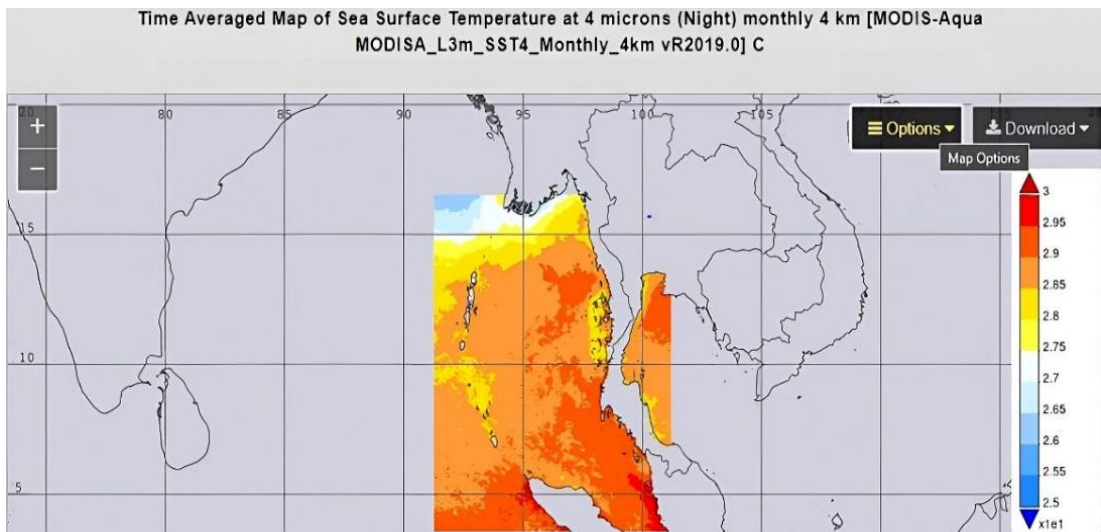 Time Averaged Map of Sea Surface Temperature at 4 microns (Night) monthly 4 km [MODIS-Aqua
MODISA_L3m_SST4_Monthly_4km vR2019.0] C
20 80 85 90 95 100 105
+
−
Options
Download
Map Options
15
10
5
3
2.95
2.9
2.85
2.8
2.75
2.7
2.65
2.6
2.55
2.5
x1e1